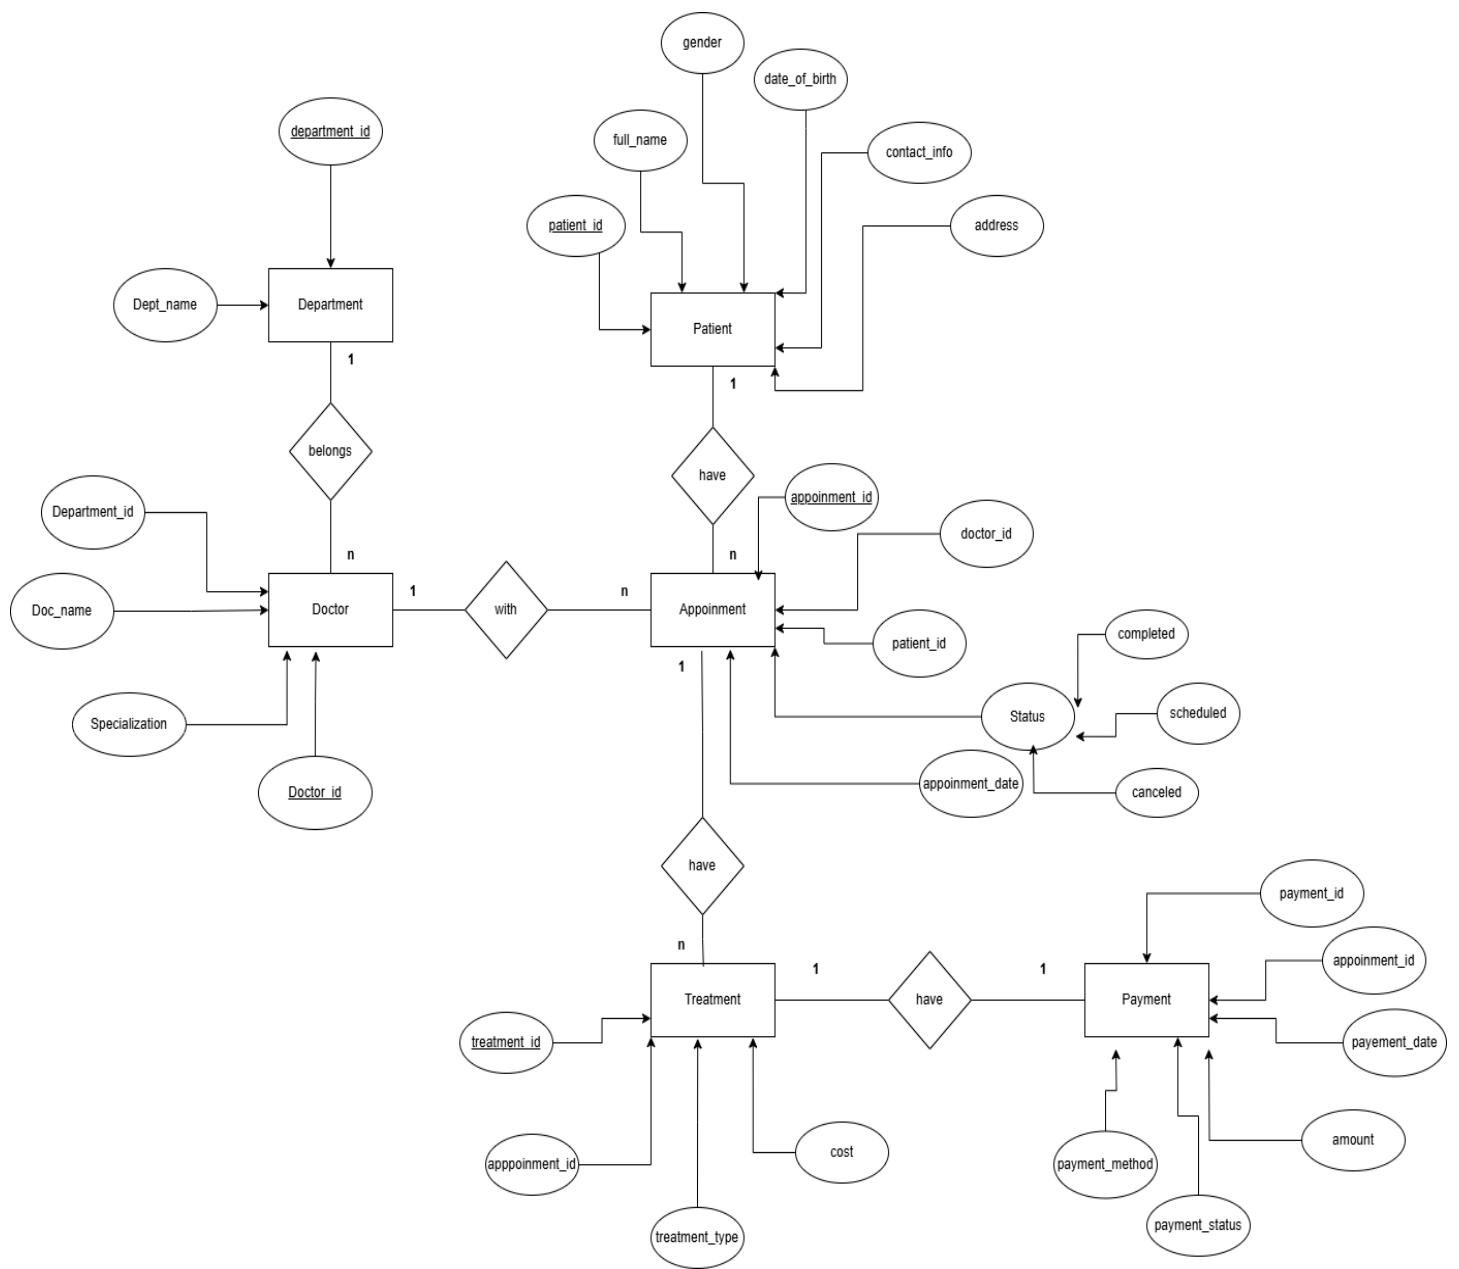 gender
date_of_birth
department_id
full_name
contact_info
patient_id
address
Dept_name
Department
Patient
1
1
belongs
have
appoinment_id
Department_id
doctor_id
n
n
Doc_name
Doctor
1
with
n
Appoinment
patient_id
completed
1
Specialization
Status
scheduled
Doctor_id
appoinment_date
canceled
have
payment_id
n
1
1
appoinment_id
Treatment
have
Payment
treatment_id
payement_date
apppoinment_id
cost
payment_method
amount
treatment_type
payment_status